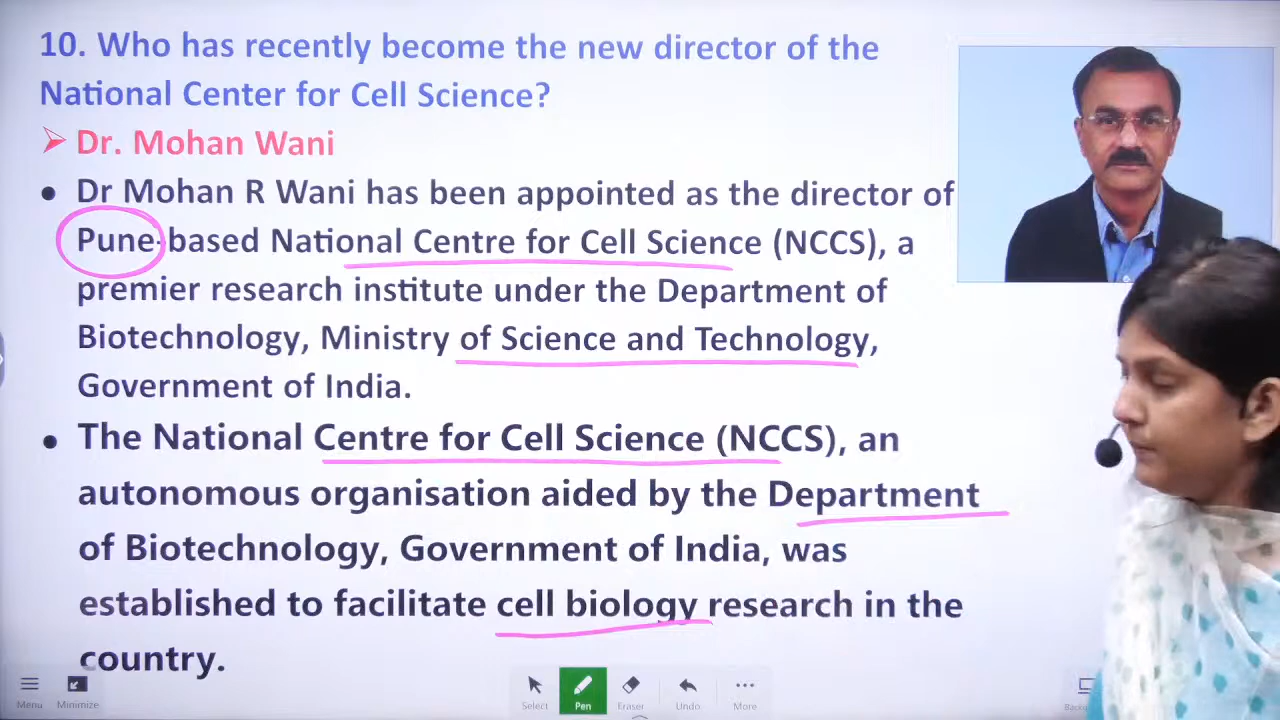 10. Who has recently become the new director of the
National Center for Cell Science?
➢ Dr. Mohan Wani
• Dr Mohan R Wani has been appointed as the director of
Pune-based National Centre for Cell Science (NCCS), a
premier research institute under the Department of
Biotechnology, Ministry of Science and Technology,
Government of India.
• The National Centre for Cell Science (NCCS), an
autonomous organisation aided by the Department
of Biotechnology, Government of India, was
established to facilitate cell biology research in the
country.
Menu Minimize Select Pen Eraser Undo More